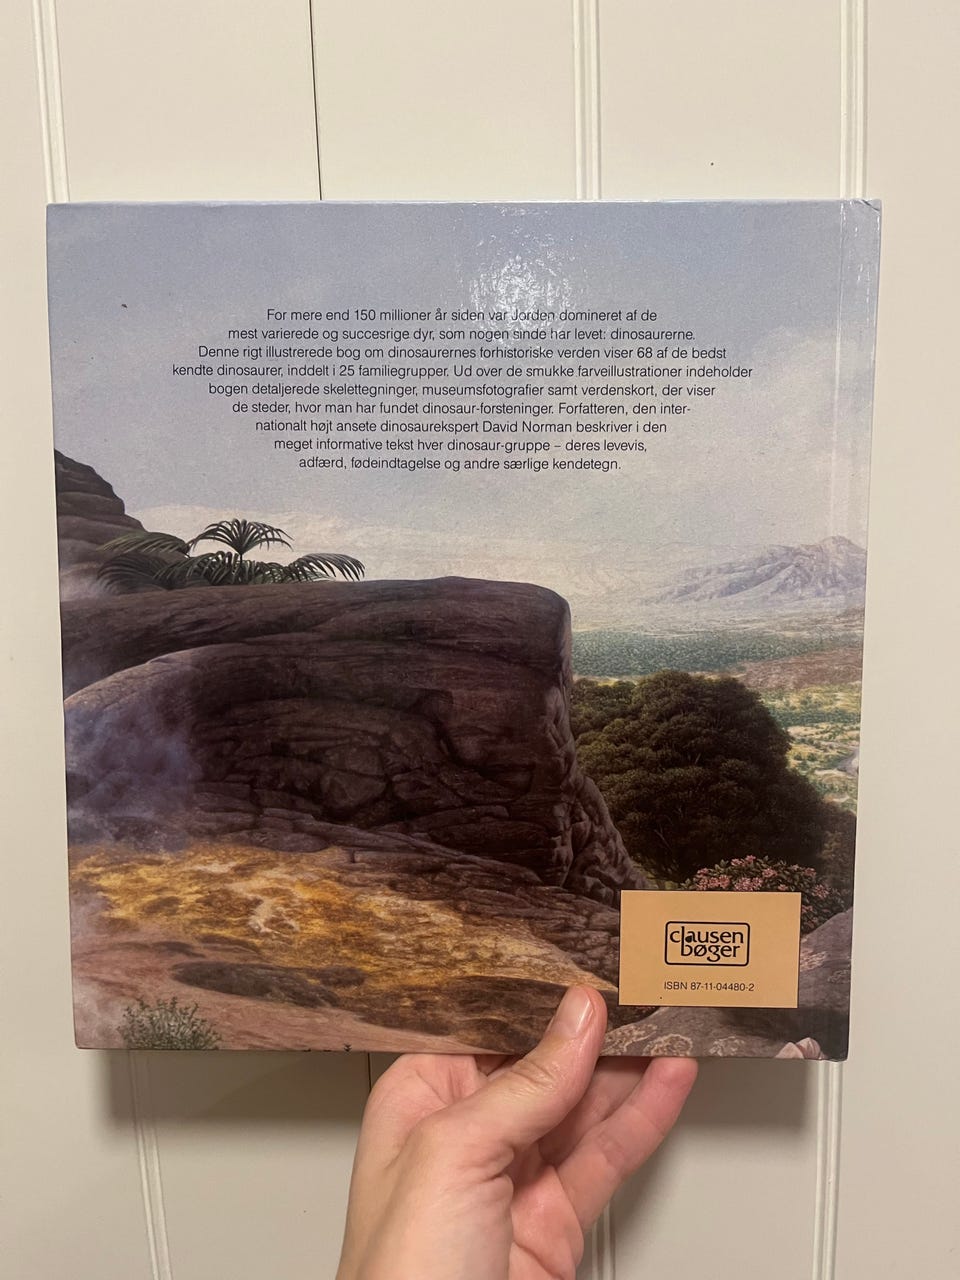 For mere end 150 millioner år siden var Jorden domineret af de
mest varierede og succesrige dyr, som nogen sinde har levet: dinosaurerne.
Denne rigt illustrerede bog om dinosaurernes forhistoriske verden viser 68 af de bedst
kendte dinosaurer, inddelt i 25 familiegrupper. Ud over de smukke farveillustrationer indeholder
bogen detaljerede skelettegninger, museumsfotografier samt verdenskort, der viser
de steder, hvor man har fundet dinosaur-forsteninger. Forfatteren, den inter-
nationalt højt ansete dinosaurekspert David Norman beskriver i den
meget informative tekst hver dinosaur-gruppe – deres levevis,
adfærd, fødeindtagelse og andre særlige kendetegn.
clausen
bøger
ISBN 87-11-04480-2